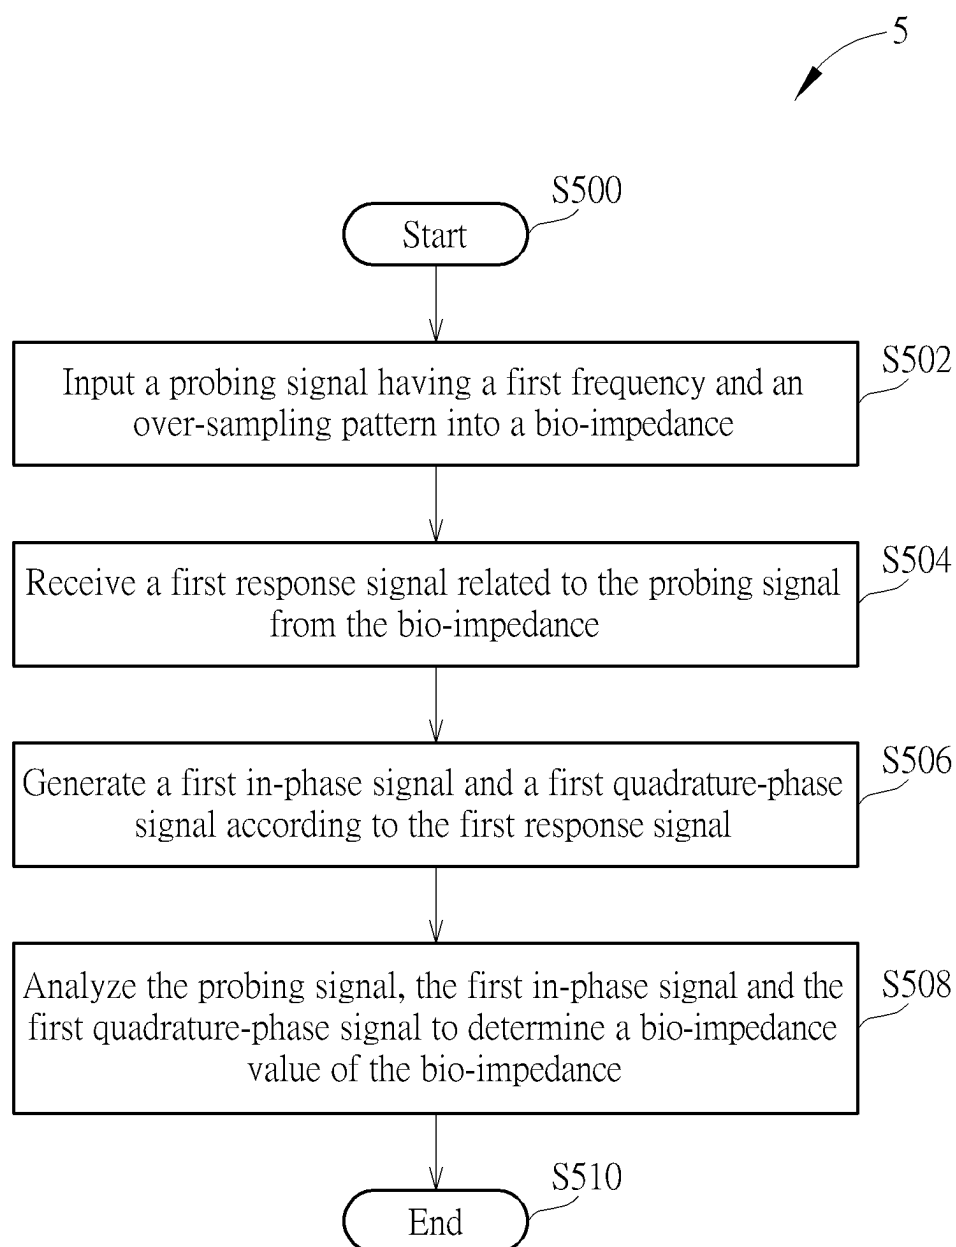 5
S500
Start
S502
Input a probing signal having a first frequency and an
over-sampling pattern into a bio-impedance
S504
Receive a first response signal related to the probing signal
from the bio-impedance
S506
Generate a first in-phase signal and a first quadrature-phase
signal according to the first response signal
S508
Analyze the probing signal, the first in-phase signal and the
first quadrature-phase signal to determine a bio-impedance
value of the bio-impedance
S510
End